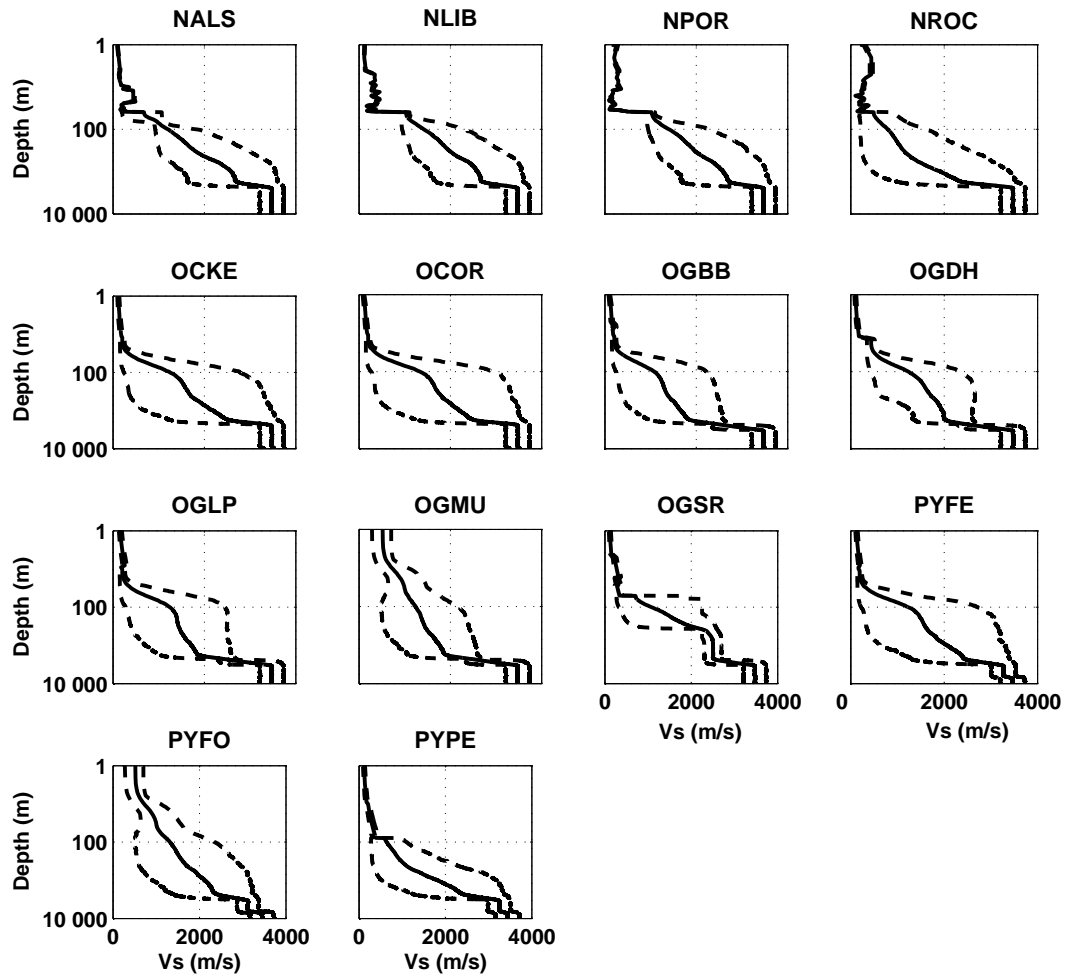 NALS NLIB NPOR NROC
1
Depth (m)
100
10 000
OCKE OCOR OGBB OGDH
1
Depth (m)
100
10 000
OGLP OGMU OGSR PYFE
1
Depth (m)
100
10 000
0 2000 4000 0 2000 4000
Vs (m/s) Vs (m/s)
PYFO PYPE
1
Depth (m)
100
10 000
0 2000 4000 0 2000 4000
Vs (m/s) Vs (m/s)